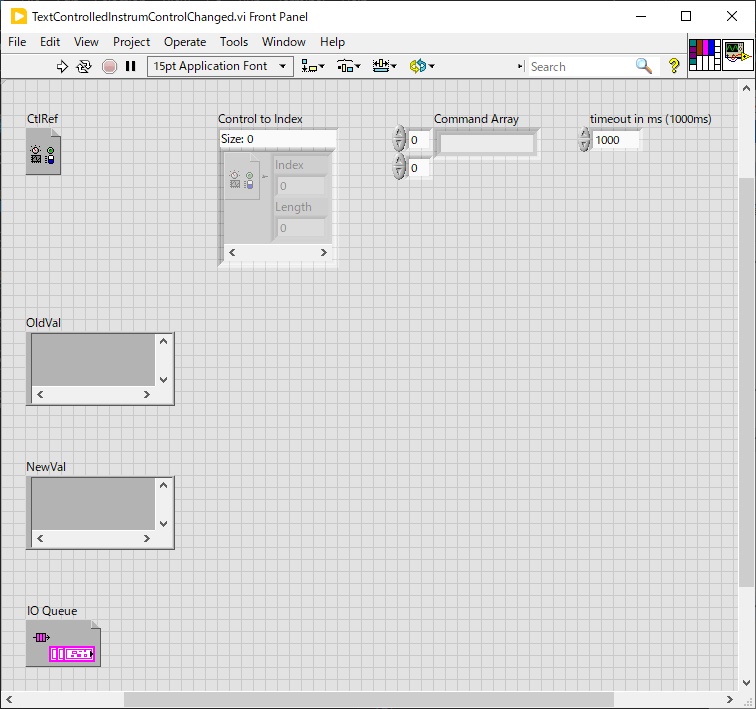 TextControlledInstrumControlChanged.vi Front Panel
File Edit View Project Operate Tools Window Help
15pt Application Font Search
CtlRef Control to Index Command Array timeout in ms (1000ms)
Size: 0 0 1000
Index 0
0
Length
0
OldVal
NewVal
IO Queue